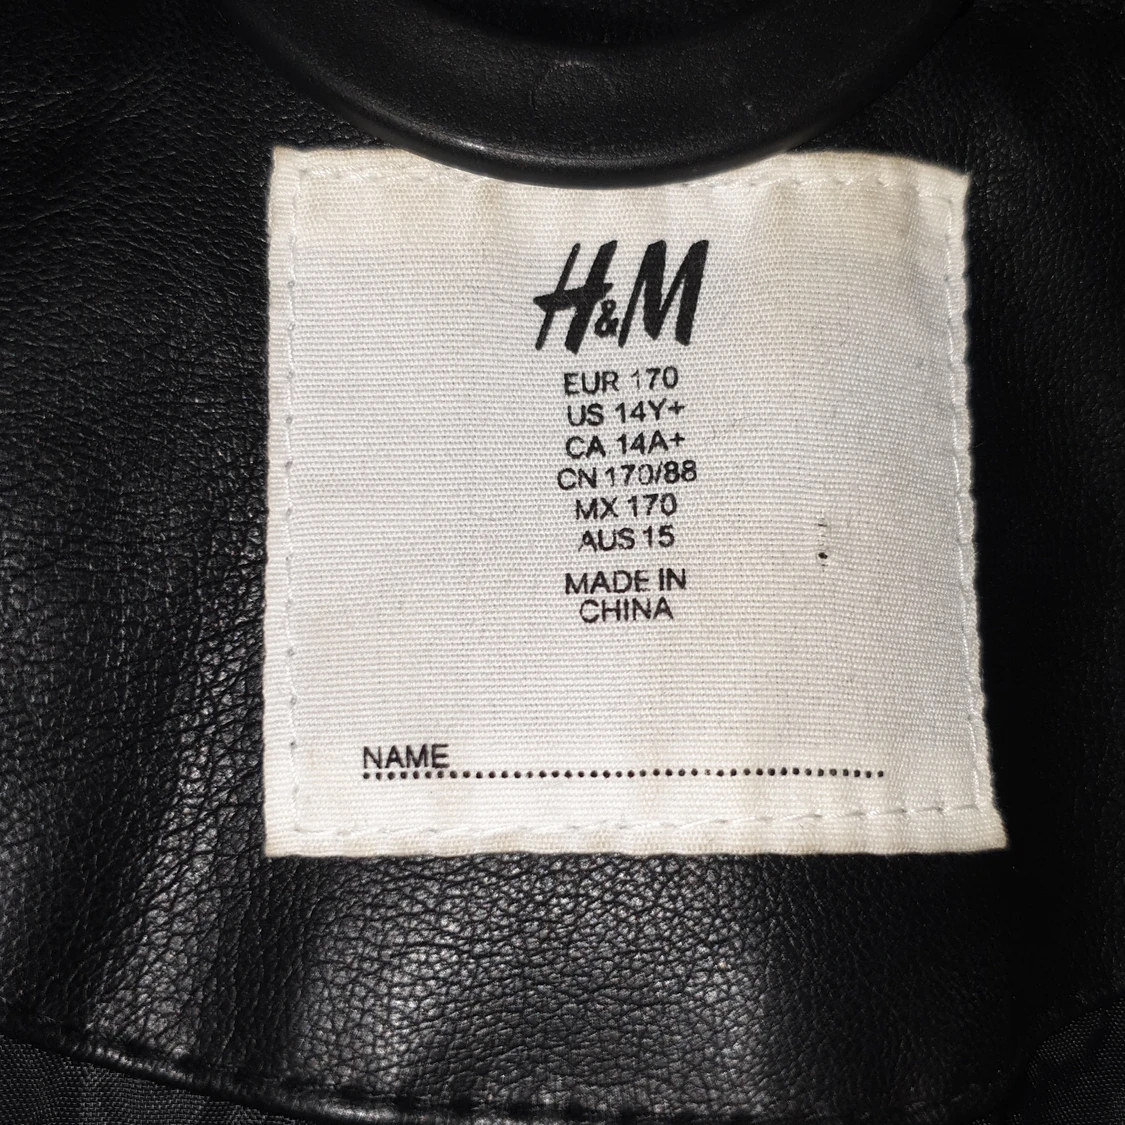 H&M
EUR 170
US 14Y+
CA 14A+
CN 170/88
MX 170
AUS 15
MADE IN
CHINA
NAME